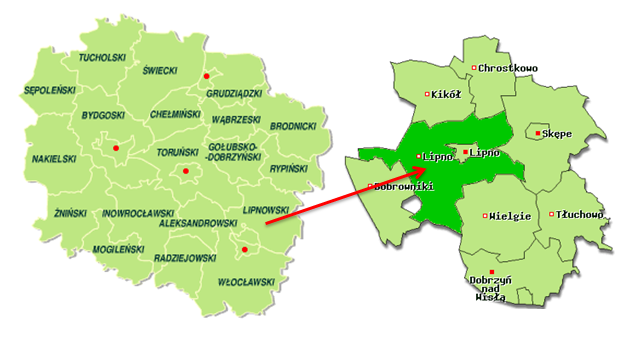 TUCHOLSKI
ŚWIECKI
SĘPOLEŃSKI
GRUDZIĄDZKI
BYDGOSKI
CHEŁMIŃSKI
WĄBRZESKI
BRODNICKI
NAKIELSKI
TORUŃSKI
GOLUBSKO-
-DOBRZYŃSKI
RYPIŃSKI
ŻNIŃSKI
INOWROCŁAWSKI
ALEKSANDROWSKI
LIPNOWSKI
MOGILEŃSKI
RADZIEJOWSKI
WŁOCŁAWSKI
Chrostkowo
Kikół
Skępe
Lipno
Lipno
Bobrowniki
Wielgie
Tłuchowo
Dobrzyń
nad
Wisłą